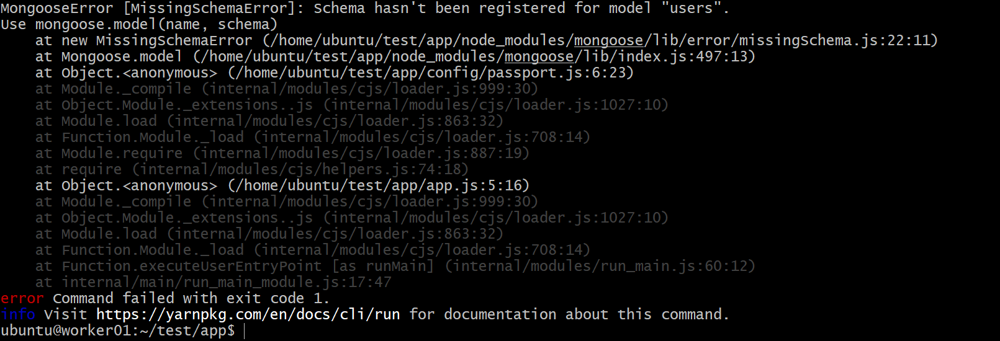 MongooseError [MissingSchemaError]: Schema hasn't been registered for model "users".
Use mongoose.model(name, schema)
    at new MissingSchemaError (/home/ubuntu/test/app/node_modules/mongoose/lib/error/missingSchema.js:22:11)
    at Mongoose.model (/home/ubuntu/test/app/node_modules/mongoose/lib/index.js:497:13)
    at Object.<anonymous> (/home/ubuntu/test/app/config/passport.js:6:23)
    at Module._compile (internal/modules/cjs/loader.js:999:30)
    at Object.Module._extensions..js (internal/modules/cjs/loader.js:1027:10)
    at Module.load (internal/modules/cjs/loader.js:863:32)
    at Function.Module._load (internal/modules/cjs/loader.js:708:14)
    at Module.require (internal/modules/cjs/loader.js:887:19)
    at require (internal/modules/cjs/helpers.js:74:18)
    at Object.<anonymous> (/home/ubuntu/test/app/app.js:5:16)
    at Module._compile (internal/modules/cjs/loader.js:999:30)
    at Object.Module._extensions..js (internal/modules/cjs/loader.js:1027:10)
    at Module.load (internal/modules/cjs/loader.js:863:32)
    at Function.Module._load (internal/modules/cjs/loader.js:708:14)
    at Function.executeUserEntryPoint [as runMain] (internal/modules/run_main.js:60:12)
    at internal/main/run_main_module.js:17:47
error Command failed with exit code 1.
info Visit https://yarnpkg.com/en/docs/cli/run for documentation about this command.
ubuntu@worker01:~/test/app$